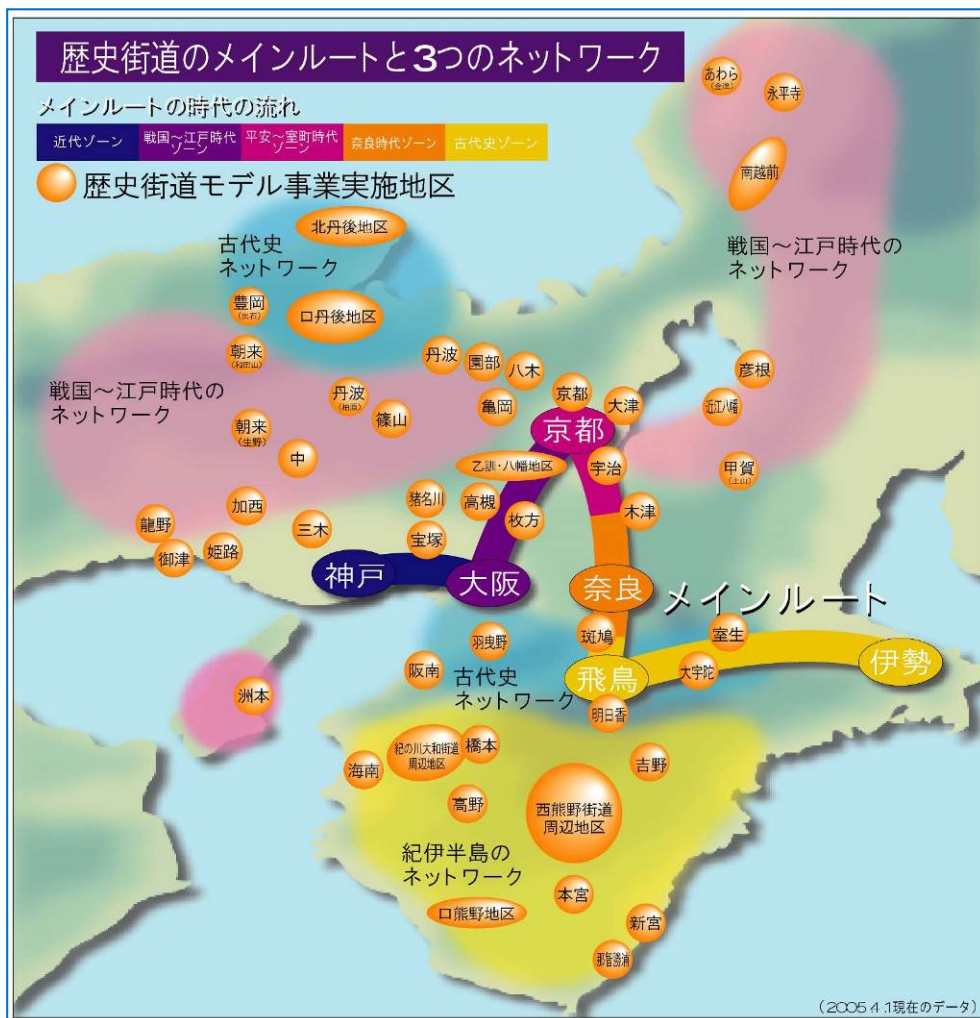 歴史街道のメインルートと3つのネットワーク
メインルートの時代の流れ
近代ゾーン
戦国～江戸時代
ゾーン
平安～室町時代
ゾーン
奈良時代ゾーン
古代史ゾーン
歴史街道モデル事業実施地区
あわら
(金津)
永平寺
南越前
北丹後地区
古代史
ネットワーク
戦国～江戸時代の
ネットワーク
豊岡
(出石)
口丹後地区
朝来
(和田山)
丹波
園部
八木
彦根
戦国～江戸時代の
ネットワーク
丹波
(柏原)
篠山
亀岡
京都
大津
近江八幡
朝来
(生野)
京都
中
乙訓・八幡地区
宇治
甲賀
(土山)
加西
猪名川
高槻
枚方
木津
龍野
三木
御津
姫路
宝塚
神戸
大阪
奈良
メインルート
羽曳野
斑鳩
室生
阪南
古代史
ネットワーク
飛鳥
大宇陀
伊勢
洲本
明日香
紀の川大和街道
周辺地区
橋本
海南
吉野
高野
西熊野街道
周辺地区
紀伊半島の
ネットワーク
本宮
口熊野地区
新宮
那智勝浦
(2005.4.1現在のデータ)